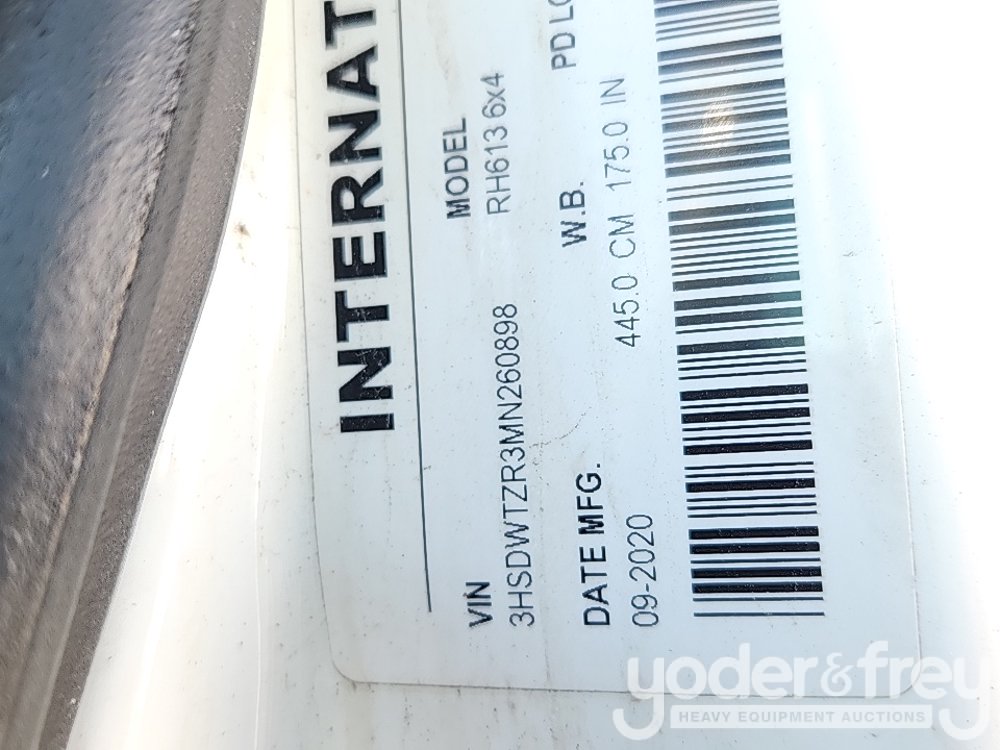 INTERNAT
VIN MODEL
3HSDWTZR3MN260898 RH613 6x4
DATE MFG. W.B. PD LO
09-2020 445.0 CM 175.0 IN
yoder&frey
HEAVY EQUIPMENT AUCTIONS